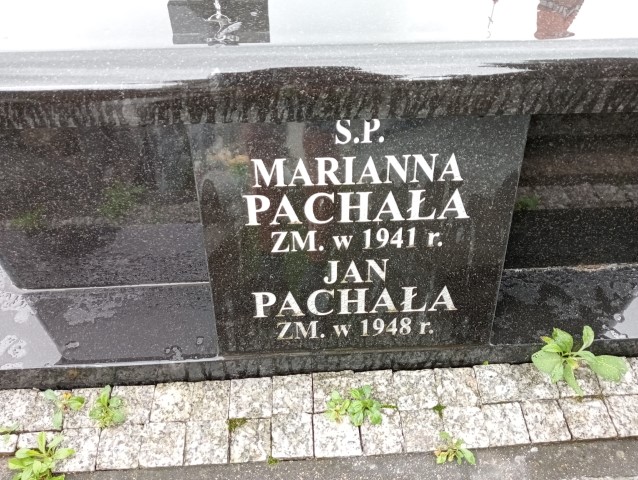 S.P.
MARIANNA
PACHAŁA
ZM. w 1941 r.
JAN
PACHAŁA
ZM. w 1948 r.